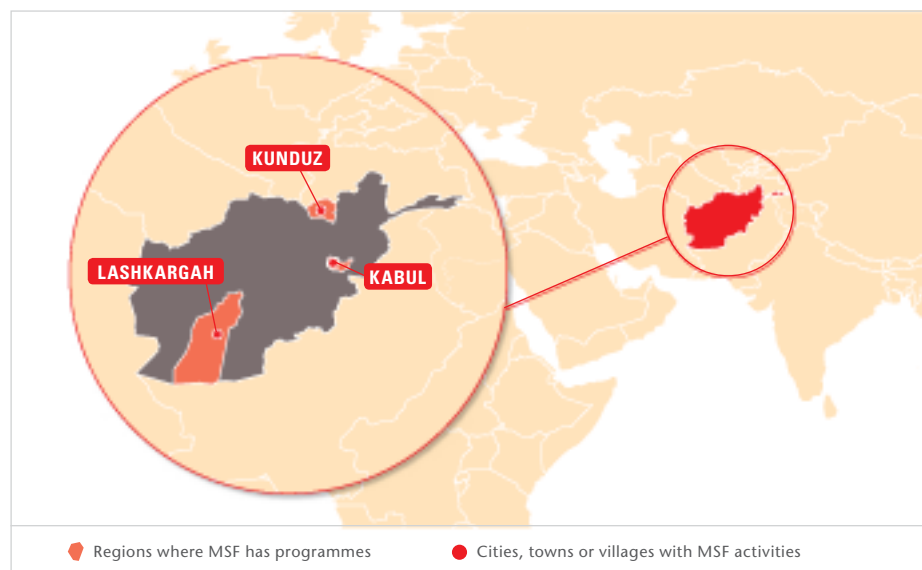 KUNDUZ
LASHKARGAH
KABUL
Regions where MSF has programmes
Cities, towns or villages with MSF activities